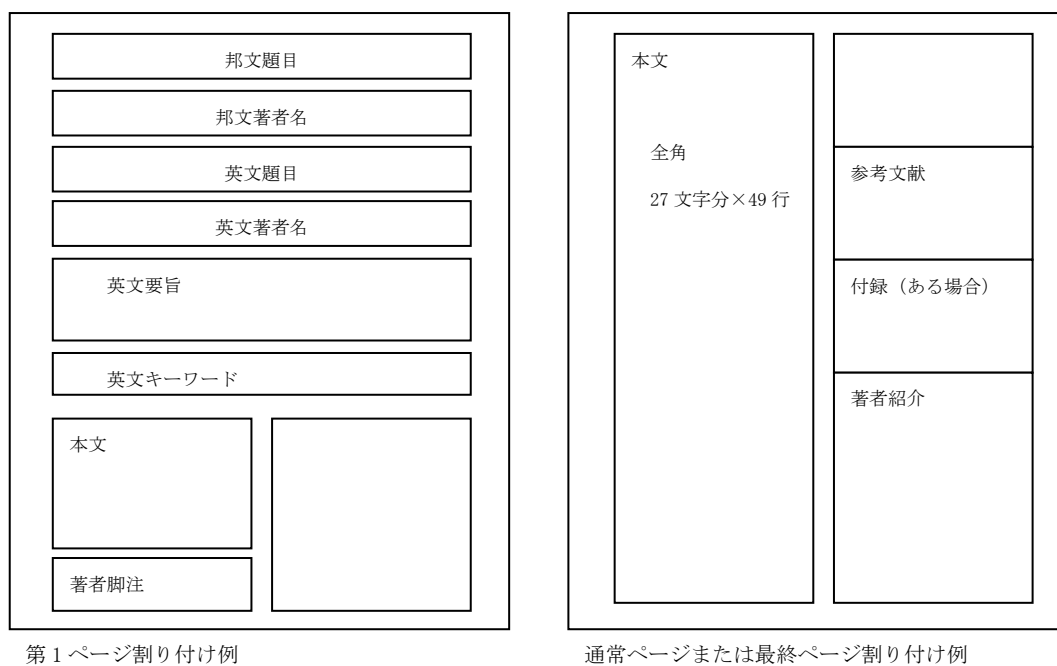 邦文題目
邦文著者名
英文題目
英文著者名
英文要旨
英文キーワード
本文
著者脚注
第1ページ割り付け例
本文
全角
27 文字分×49 行
参考文献
付録（ある場合）
著者紹介
通常ページまたは最終ページ割り付け例